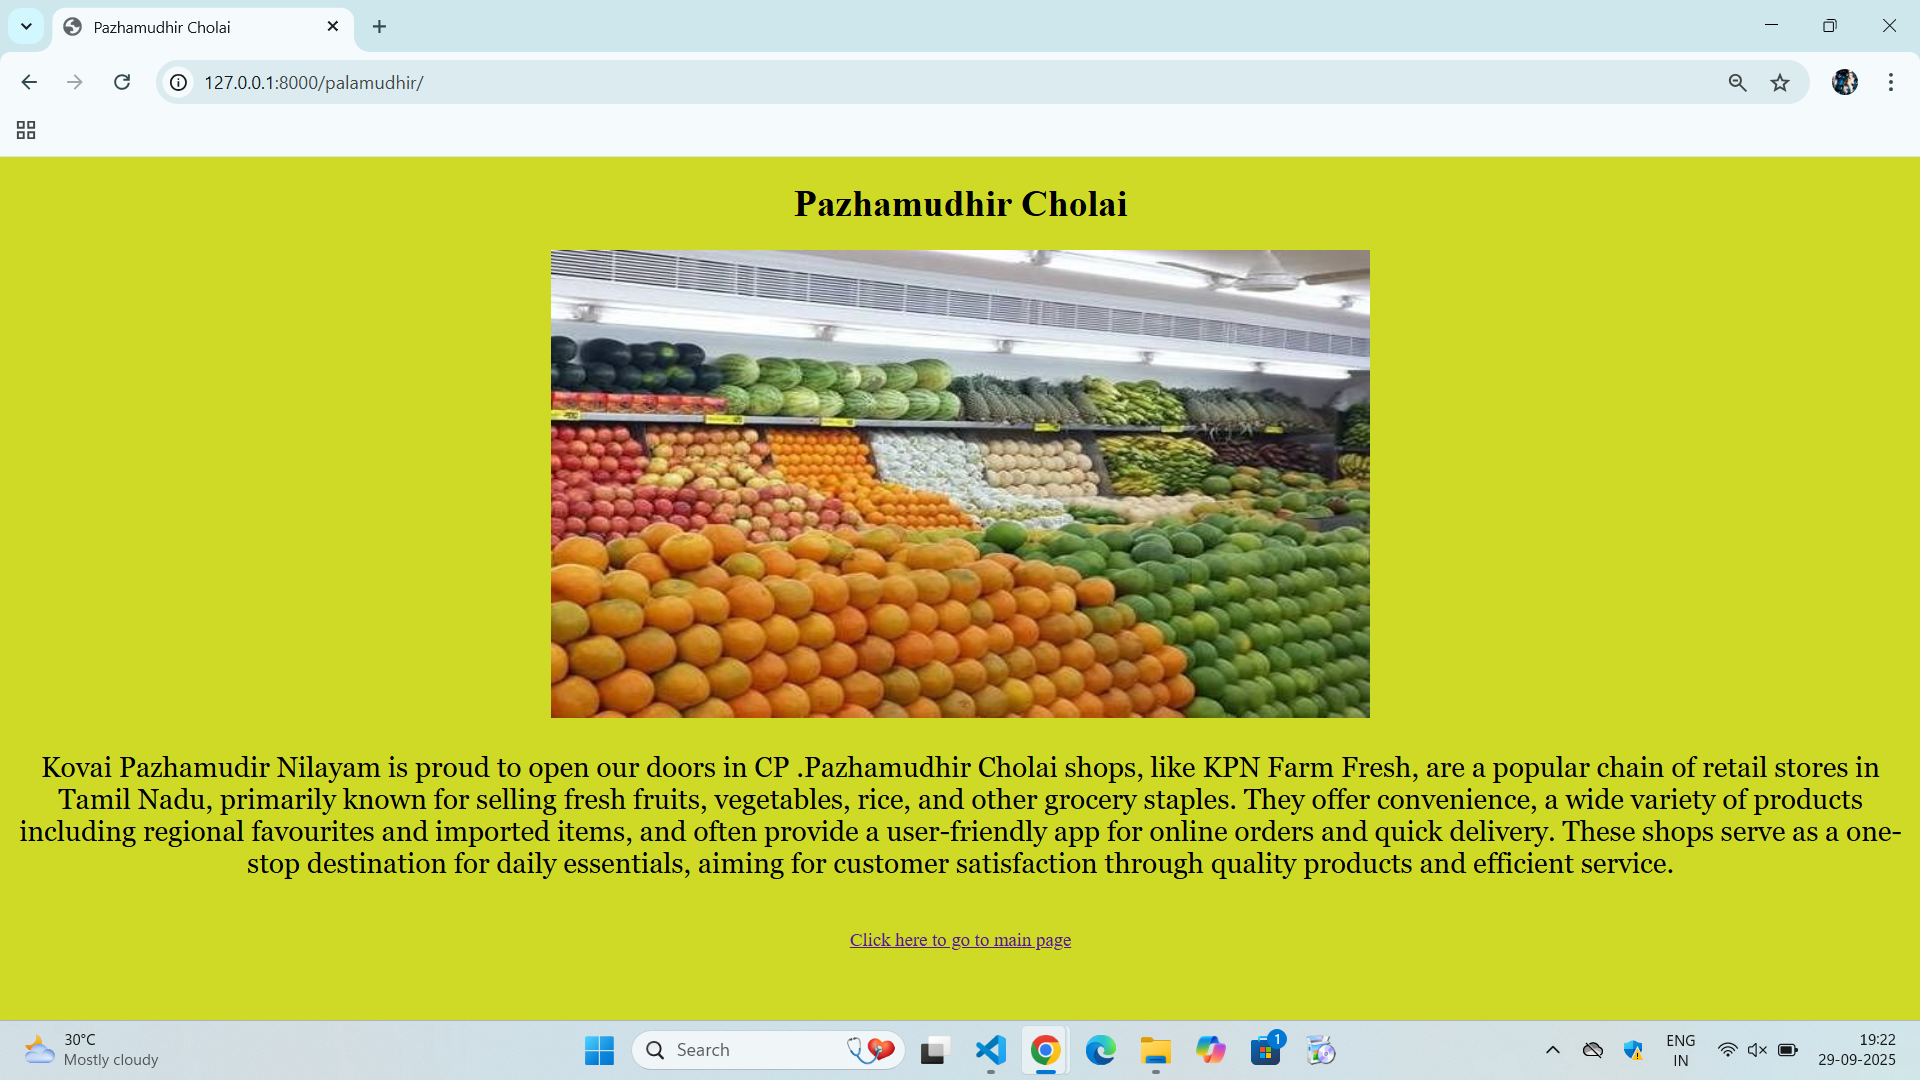 Pazhamudhir Cholai
127.0.0.1:8000/palamudhir/
Pazhamudhir Cholai
Kovai Pazhamudir Nilayam is proud to open our doors in CP .Pazhamudhir Cholai shops, like KPN Farm Fresh, are a popular chain of retail stores in
Tamil Nadu, primarily known for selling fresh fruits, vegetables, rice, and other grocery staples. They offer convenience, a wide variety of products
including regional favourites and imported items, and often provide a user-friendly app for online orders and quick delivery. These shops serve as a one-
stop destination for daily essentials, aiming for customer satisfaction through quality products and efficient service.
Click here to go to main page
30°C
Mostly cloudy
Search
1
ENG
IN
19:22
29-09-2025